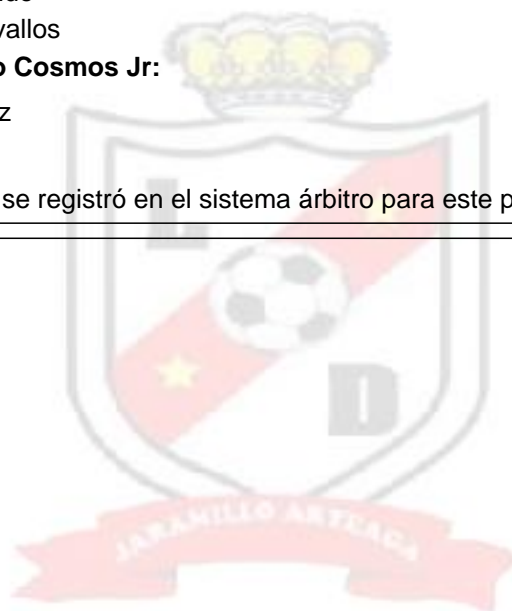 vallos
o Cosmos Jr:
z
se registró en el sistema árbitro para este p
L
D
JARAMILLO ARTEAGA